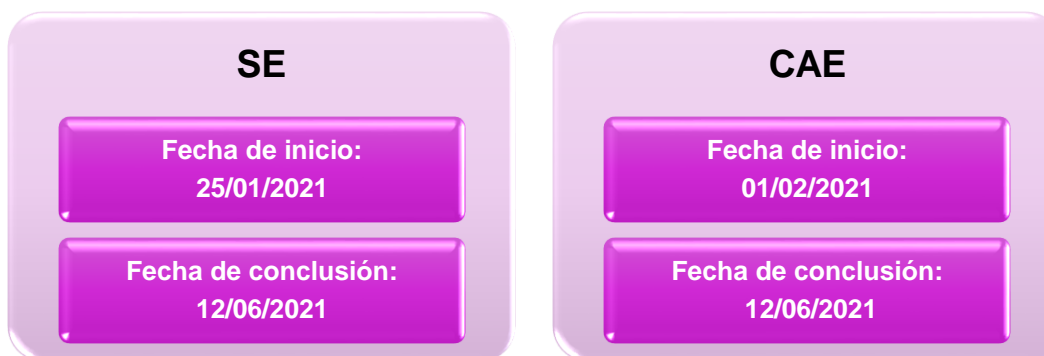 SE
Fecha de inicio:
25/01/2021
Fecha de conclusión:
12/06/2021
CAE
Fecha de inicio:
01/02/2021
Fecha de conclusión:
12/06/2021